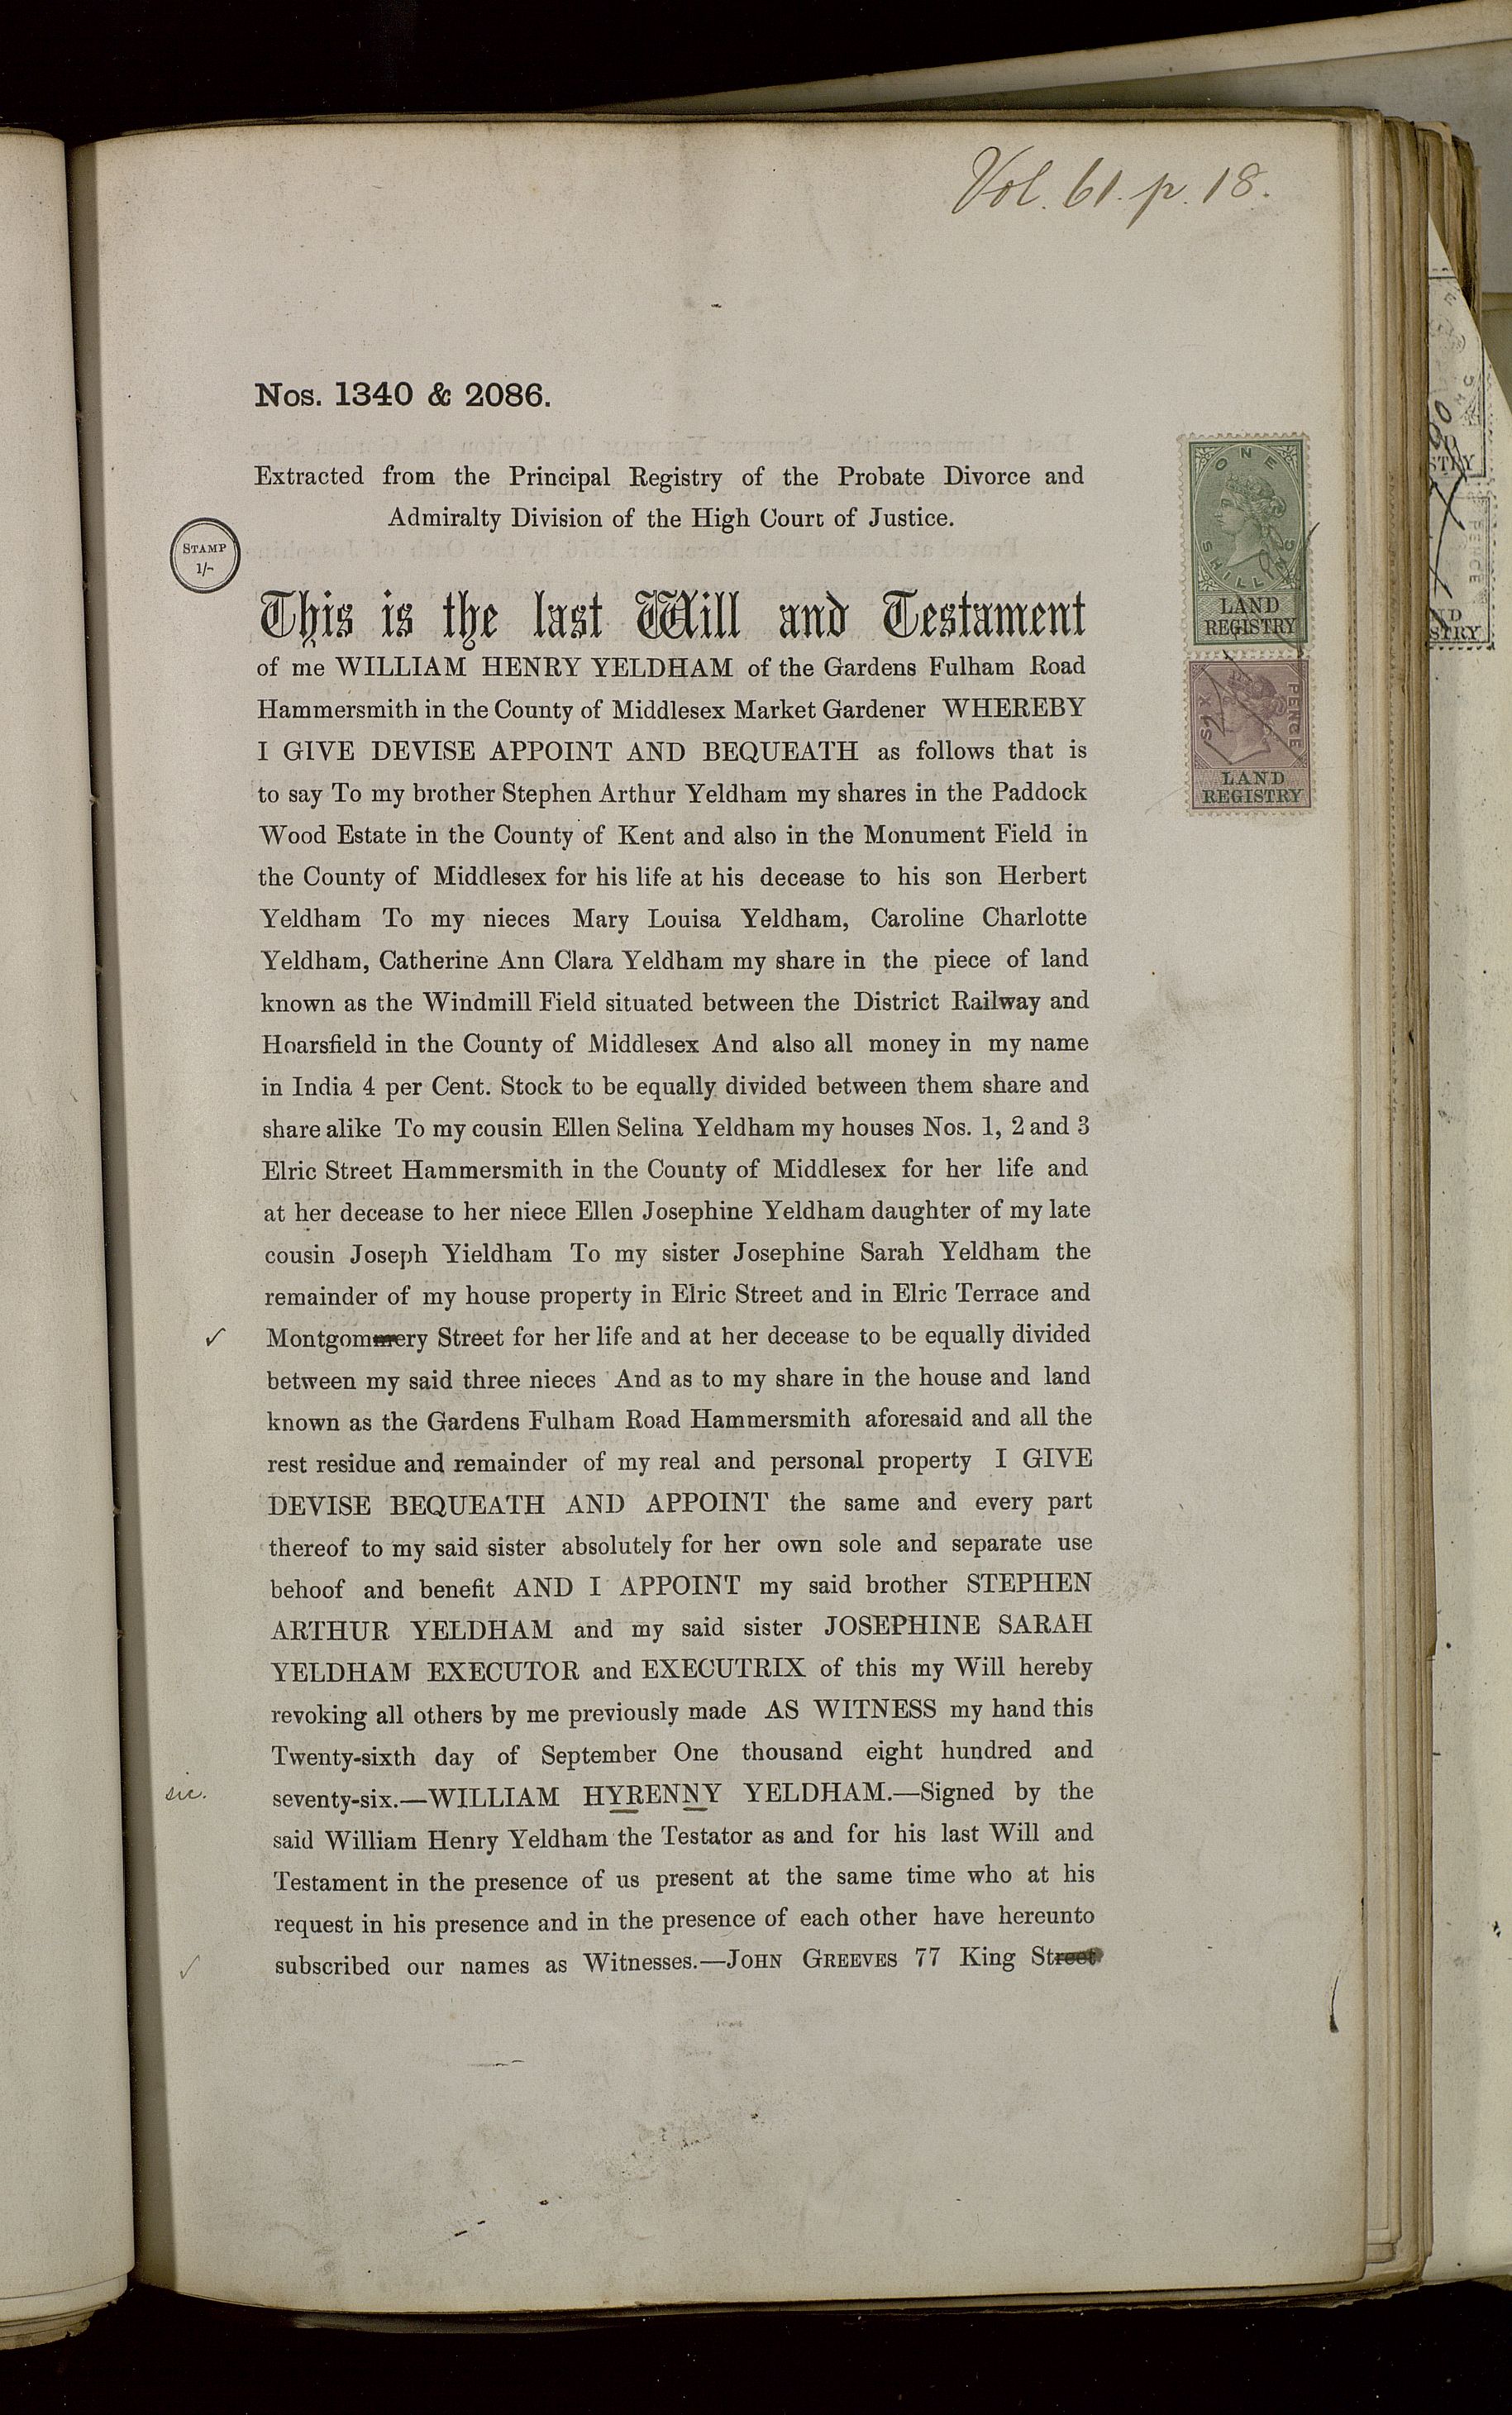 Vol. 61. p. 18.
Nos. 1340 & 2086.
Extracted from the Principal Registry of the Probate Divorce and
Admiralty Division of the High Court of Justice.
STAMP
1/-
ONE
SHILLING
LAND
REGISTRY
SIX
PENCE
LAND
REGISTRY
This is the last Will and Testament
of me WILLIAM HENRY YELDHAM of the Gardens Fulham Road
Hammersmith in the County of Middlesex Market Gardener WHEREBY
I GIVE DEVISE APPOINT AND BEQUEATH as follows that is
to say To my brother Stephen Arthur Yeldham my shares in the Paddock
Wood Estate in the County of Kent and also in the Monument Field in
the County of Middlesex for his life at his decease to his son Herbert
Yeldham To my nieces Mary Louisa Yeldham, Caroline Charlotte
Yeldham, Catherine Ann Clara Yeldham my share in the piece of land
known as the Windmill Field situated between the District Railway and
Hoarsfield in the County of Middlesex And also all money in my name
in India 4 per Cent. Stock to be equally divided between them share and
share alike To my cousin Ellen Selina Yeldham my houses Nos. 1, 2 and 3
Elric Street Hammersmith in the County of Middlesex for her life and
at her decease to her niece Ellen Josephine Yeldham daughter of my late
cousin Joseph Yieldham To my sister Josephine Sarah Yeldham the
remainder of my house property in Elric Street and in Elric Terrace and
✓ Montgommery Street for her life and at her decease to be equally divided
between my said three nieces And as to my share in the house and land
known as the Gardens Fulham Road Hammersmith aforesaid and all the
rest residue and remainder of my real and personal property I GIVE
DEVISE BEQUEATH AND APPOINT the same and every part
thereof to my said sister absolutely for her own sole and separate use
behoof and benefit AND I APPOINT my said brother STEPHEN
ARTHUR YELDHAM and my said sister JOSEPHINE SARAH
YELDHAM EXECUTOR and EXECUTRIX of this my Will hereby
revoking all others by me previously made AS WITNESS my hand this
Twenty-sixth day of September One thousand eight hundred and
sic. seventy-six.—WILLIAM HYRENNY YELDHAM.—Signed by the
said William Henry Yeldham the Testator as and for his last Will and
Testament in the presence of us present at the same time who at his
request in his presence and in the presence of each other have hereunto
✓ subscribed our names as Witnesses.—JOHN GREEVES 77 King Street